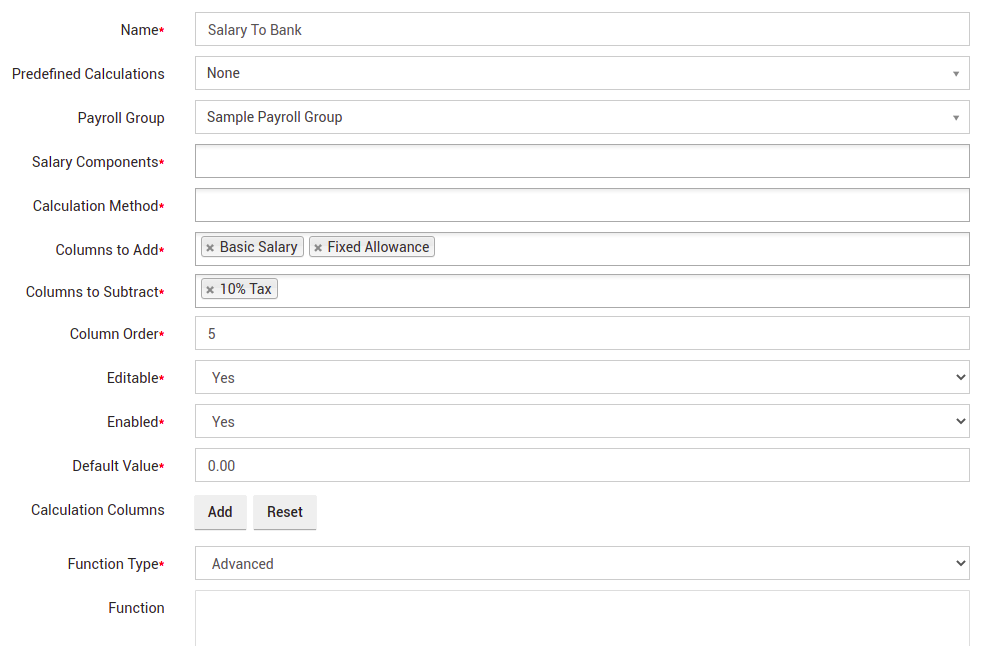 Name* Salary To Bank
Predefined Calculations None
Payroll Group Sample Payroll Group
Salary Components*
Calculation Method*
Columns to Add* × Basic Salary × Fixed Allowance
Columns to Subtract* × 10% Tax
Column Order* 5
Editable* Yes
Enabled* Yes
Default Value* 0.00
Calculation Columns Add Reset
Function Type* Advanced
Function